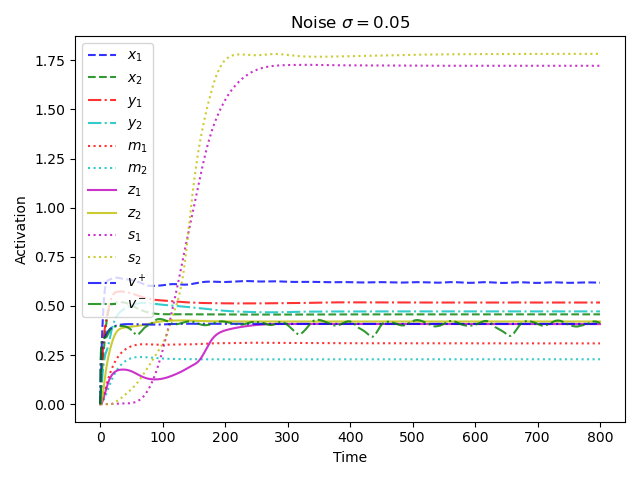 Noise σ = 0.05
x₁
x₂
y₁
y₂
m₁
m₂
z₁
z₂
s₁
s₂
v⁺
v⁻
1.75
1.50
1.25
1.00
0.75
0.50
0.25
0.00
Activation
0 100 200 300 400 500 600 700 800
Time